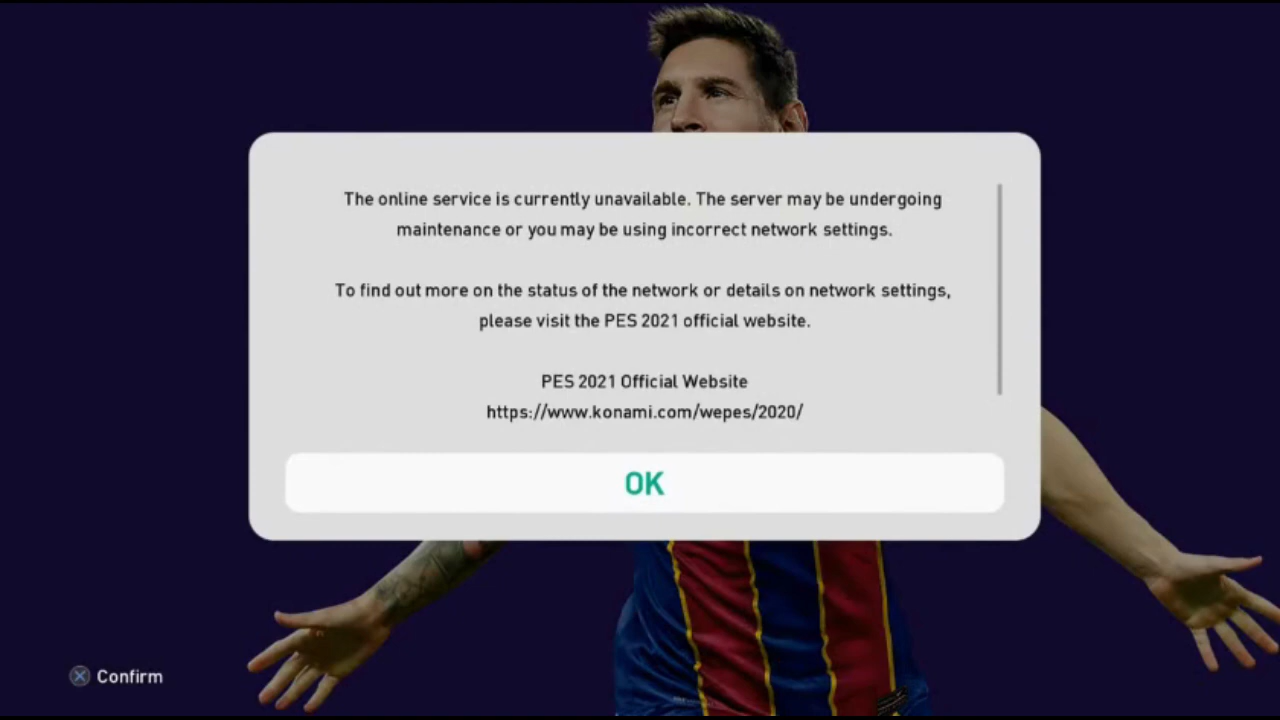 The online service is currently unavailable. The server may be undergoing
maintenance or you may be using incorrect network settings.
To find out more on the status of the network or details on network settings,
please visit the PES 2021 official website.
PES 2021 Official Website
https://www.konami.com/wepes/2020/
OK
Confirm